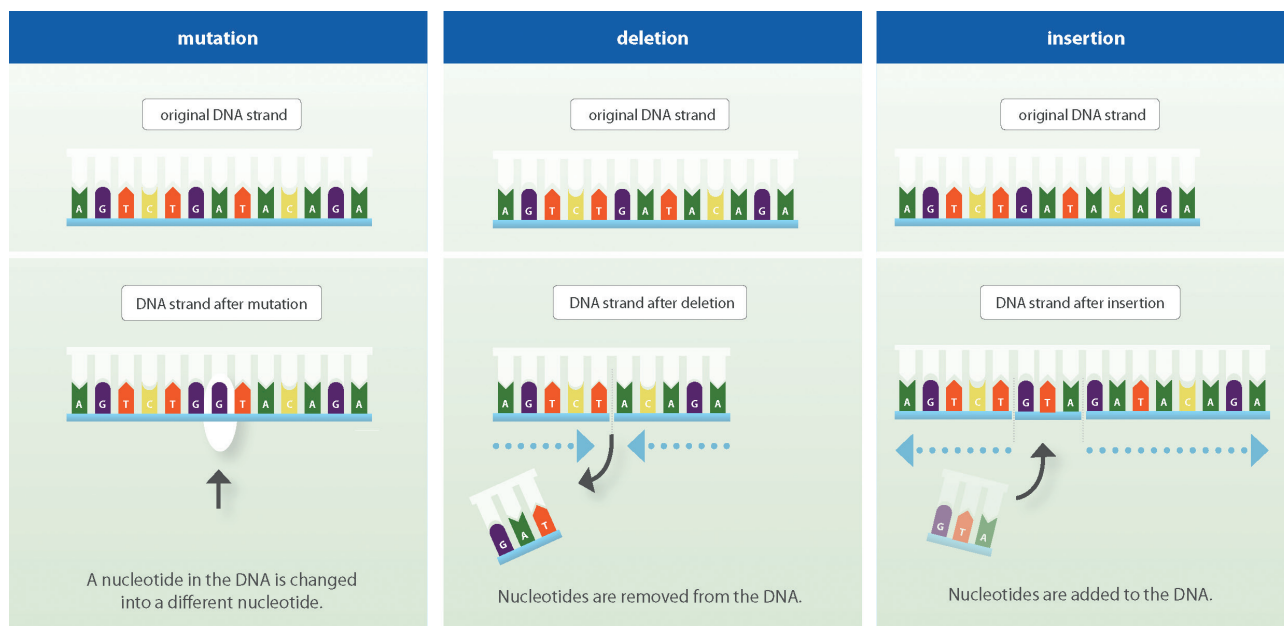 mutation
original DNA strand
A G T C T G A T A C A G A
DNA strand after mutation
A G T C T G G T A C A G A
A nucleotide in the DNA is changed
into a different nucleotide.
deletion
original DNA strand
A G T C T G A T A C A G A
DNA strand after deletion
A G T C T A C A G A
G A T
Nucleotides are removed from the DNA.
insertion
original DNA strand
A G T C T G A T A C A G A
DNA strand after insertion
A G T C T G T A G A T A C A G A
G T A
Nucleotides are added to the DNA.